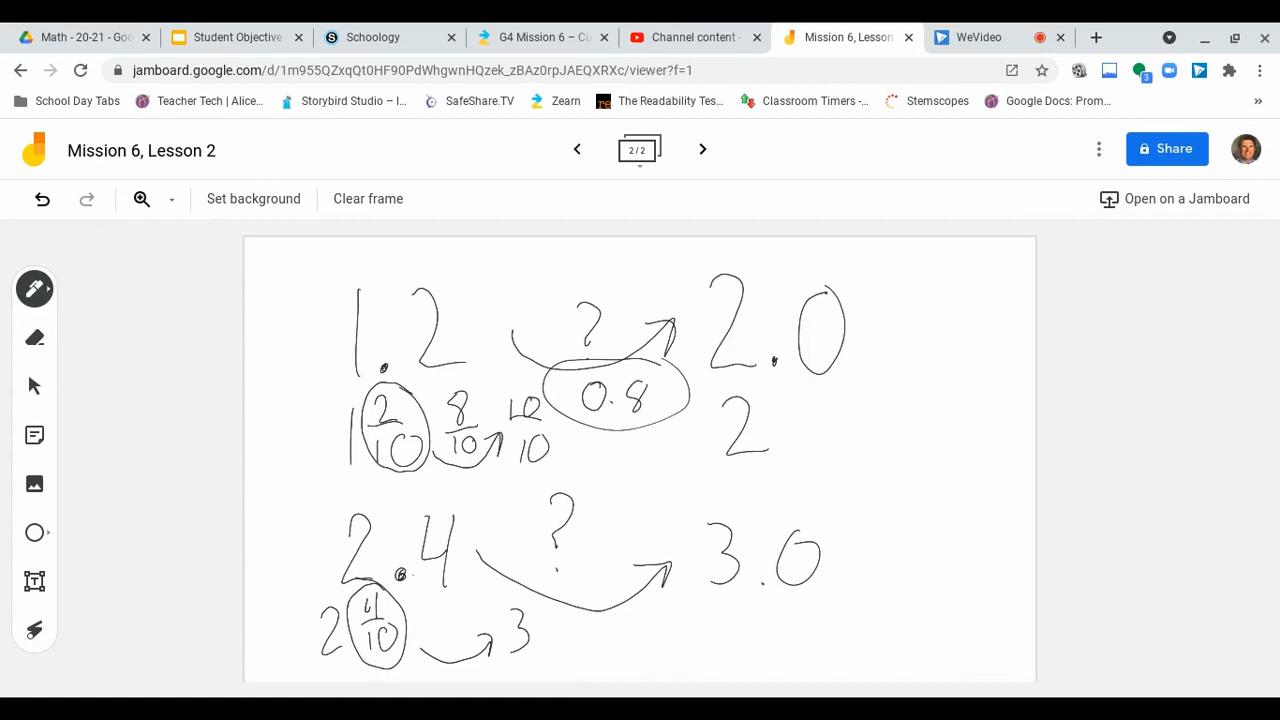 Math - 20-21 - Goo
Student Objective
Schoology
G4 Mission 6 – Cu
Channel content -
Mission 6, Lesson
WeVideo
jamboard.google.com/d/1m955QZxqQt0HF90PdWhgwnHQzek_zBAz0rpJAEQXRXc/viewer?f=1
3
School Day Tabs
Teacher Tech | Alice...
Storybird Studio – I...
SafeShare.TV
Zearn
The Readability Tes...
Classroom Timers -...
Stemscopes
Google Docs: Prom...
»
Mission 6, Lesson 2
2 / 2
Share
Set background
Clear frame
Open on a Jamboard
1.2 ? 2.0
0.8
1 2/10 8/10 10/10 2
2.4 ? 3.0
2 4/10 3